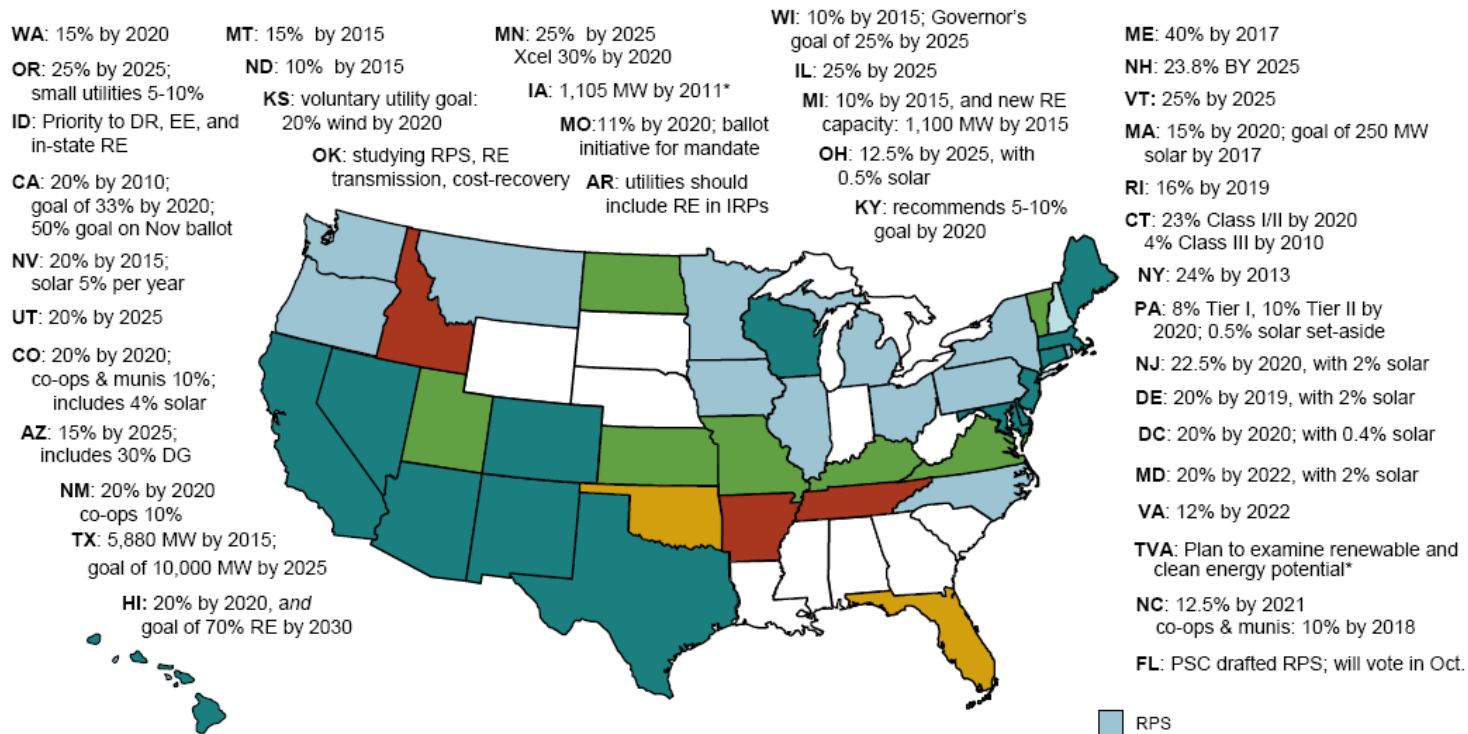 WA: 15% by 2020
OR: 25% by 2025;
small utilities 5-10%
ID: Priority to DR, EE, and
in-state RE
CA: 20% by 2010;
goal of 33% by 2020;
50% goal on Nov ballot
NV: 20% by 2015;
solar 5% per year
UT: 20% by 2025
CO: 20% by 2020;
co-ops & munis 10%;
includes 4% solar
AZ: 15% by 2025;
includes 30% DG
NM: 20% by 2020
co-ops 10%
TX: 5,880 MW by 2015;
goal of 10,000 MW by 2025
HI: 20% by 2020, and
goal of 70% RE by 2030
MT: 15% by 2015
ND: 10% by 2015
KS: voluntary utility goal:
20% wind by 2020
OK: studying RPS, RE
transmission, cost-recovery
MN: 25% by 2025
Xcel 30% by 2020
IA: 1,105 MW by 2011*
MO:11% by 2020; ballot
initiative for mandate
AR: utilities should
include RE in IRPs
WI: 10% by 2015; Governor's
goal of 25% by 2025
IL: 25% by 2025
MI: 10% by 2015, and new RE
capacity: 1,100 MW by 2015
OH: 12.5% by 2025, with
0.5% solar
KY: recommends 5-10%
goal by 2020
ME: 40% by 2017
NH: 23.8% BY 2025
VT: 25% by 2025
MA: 15% by 2020; goal of 250 MW
solar by 2017
RI: 16% by 2019
CT: 23% Class I/II by 2020
4% Class III by 2010
NY: 24% by 2013
PA: 8% Tier I, 10% Tier II by
2020; 0.5% solar set-aside
NJ: 22.5% by 2020, with 2% solar
DE: 20% by 2019, with 2% solar
DC: 20% by 2020; with 0.4% solar
MD: 20% by 2022, with 2% solar
VA: 12% by 2022
TVA: Plan to examine renewable and
clean energy potential*
NC: 12.5% by 2021
co-ops & munis: 10% by 2018
FL: PSC drafted RPS; will vote in Oct.
RPS